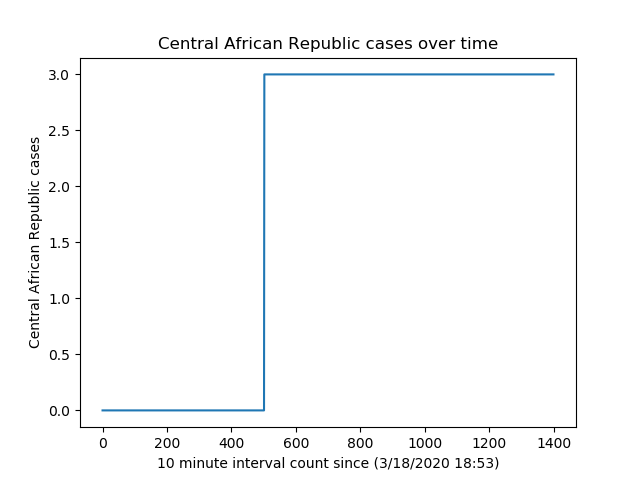 Central African Republic cases over time
3.0
2.5
2.0
1.5
1.0
0.5
0.0
Central African Republic cases
0 200 400 600 800 1000 1200 1400
10 minute interval count since (3/18/2020 18:53)